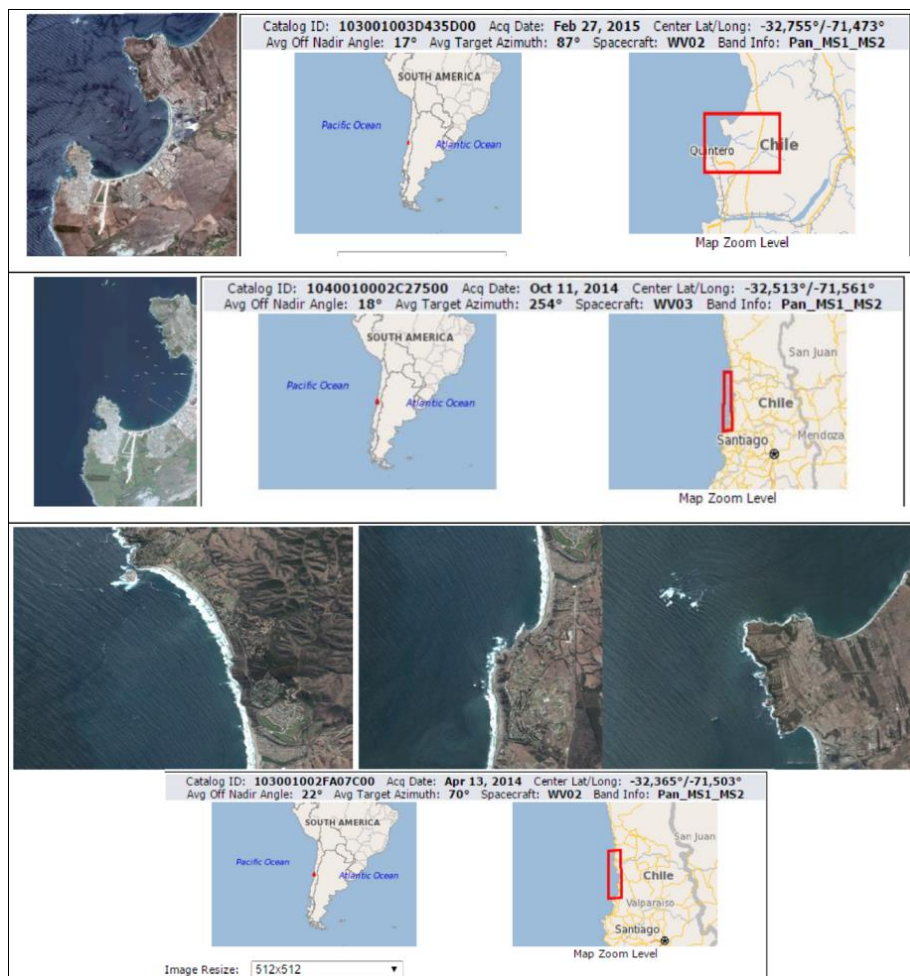 Catalog ID: 103001003D435D00 Acq Date: Feb 27, 2015 Center Lat/Long: -32,755°/-71,473°
Avg Off Nadir Angle: 17° Avg Target Azimuth: 87° Spacecraft: WV02 Band Info: Pan_MS1_MS2
SOUTH AMERICA
Pacific Ocean
Atlantic Ocean
Quintero
Chile
Map Zoom Level
Catalog ID: 1040010002C27500 Acq Date: Oct 11, 2014 Center Lat/Long: -32,513°/-71,561°
Avg Off Nadir Angle: 18° Avg Target Azimuth: 254° Spacecraft: WV03 Band Info: Pan_MS1_MS2
SOUTH AMERICA
Pacific Ocean
Atlantic Ocean
San Juan
Chile
Santiago
Mendoza
Map Zoom Level
Catalog ID: 103001002FA07C00 Acq Date: Apr 13, 2014 Center Lat/Long: -32,365°/-71,503°
Avg Off Nadir Angle: 22° Avg Target Azimuth: 70° Spacecraft: WV02 Band Info: Pan_MS1_MS2
SOUTH AMERICA
Pacific Ocean
Atlantic Ocean
San Juan
Chile
Valparaiso
Santiago
Map Zoom Level
Image Resize: 512x512